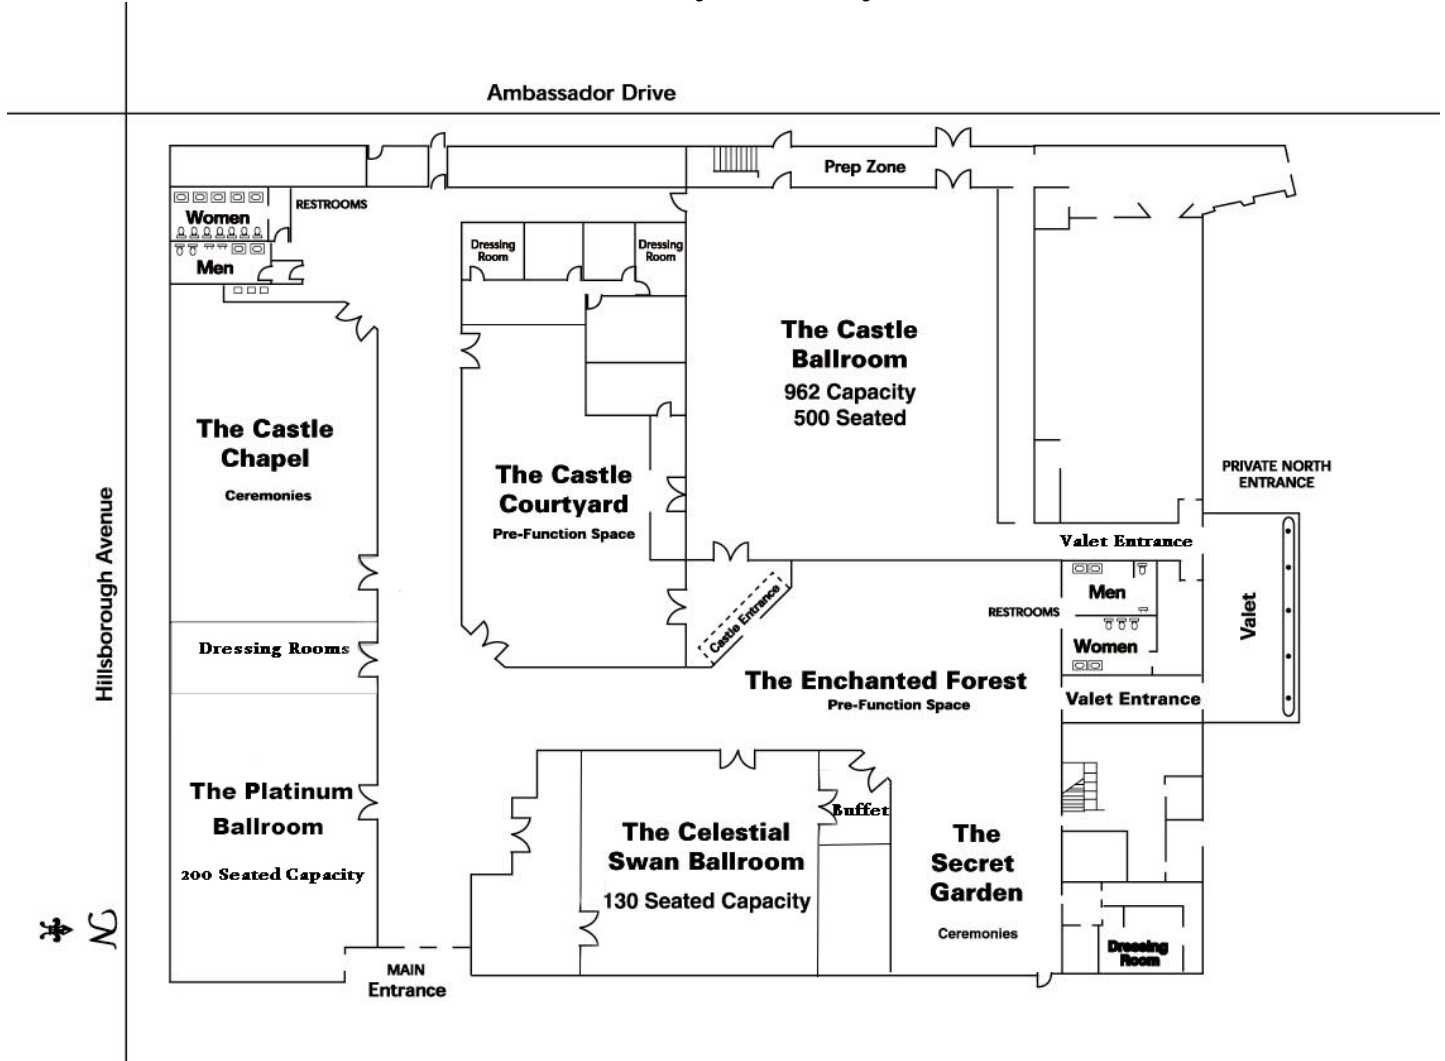 Ambassador Drive
Prep Zone
RESTROOMS
Women
Men
Dressing
Room
Dressing
Room
The Castle
Ballroom
962 Capacity
500 Seated
The Castle
Chapel
Ceremonies
The Castle
Courtyard
Pre-Function Space
PRIVATE NORTH
ENTRANCE
Hillsborough Avenue
Valet Entrance
Men
RESTROOMS
Women
Valet
Castle Entrance
Dressing Rooms
The Enchanted Forest
Pre-Function Space
Valet Entrance
The Platinum
Ballroom
200 Seated Capacity
The Celestial
Swan Ballroom
130 Seated Capacity
Buffet
The
Secret
Garden
Ceremonies
Dressing
Room
N
MAIN
Entrance